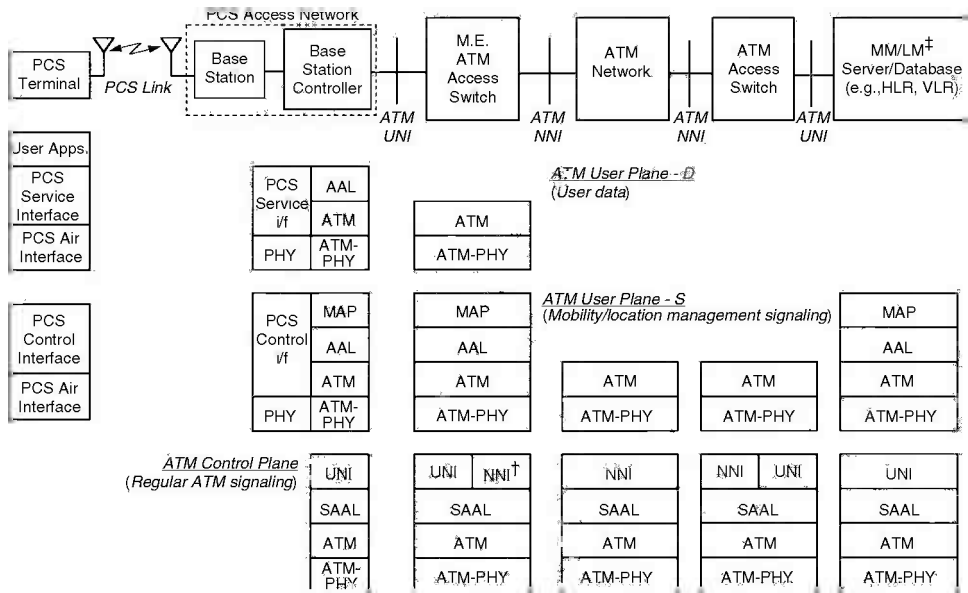 PCS Access Network
PCS
Terminal
PCS Link
Base
Station
Base
Station
Controller
ATM
UNI
M.E.
ATM
Access
Switch
ATM
NNI
ATM
Network
ATM
NNI
ATM
Access
Switch
ATM
UNI
MM/LM‡
Server/Database
(e.g.,HLR, VLR)
User Apps.
PCS
Service
Interface
PCS Air
Interface
ATM User Plane - D
(User data)
PCS
Service
i/f
AAL
ATM
PHY
ATM-
PHY
ATM
ATM-PHY
PCS
Control
Interface
PCS Air
Interface
ATM User Plane - S
(Mobility/location management signaling)
PCS
Control
i/f
MAP
AAL
ATM
PHY
ATM-
PHY
MAP
AAL
ATM
ATM-PHY
ATM
ATM-PHY
ATM
ATM-PHY
MAP
AAL
ATM
ATM-PHY
ATM Control Plane
(Regular ATM signaling)
UNI
SAAL
ATM
ATM-
PHY
UNI
NNI†
SAAL
ATM
ATM-PHY
NNI
SAAL
ATM
ATM-PHY
NNI
UNI
SAAL
ATM
ATM-PHY
UNI
SAAL
ATM
ATM-PHY